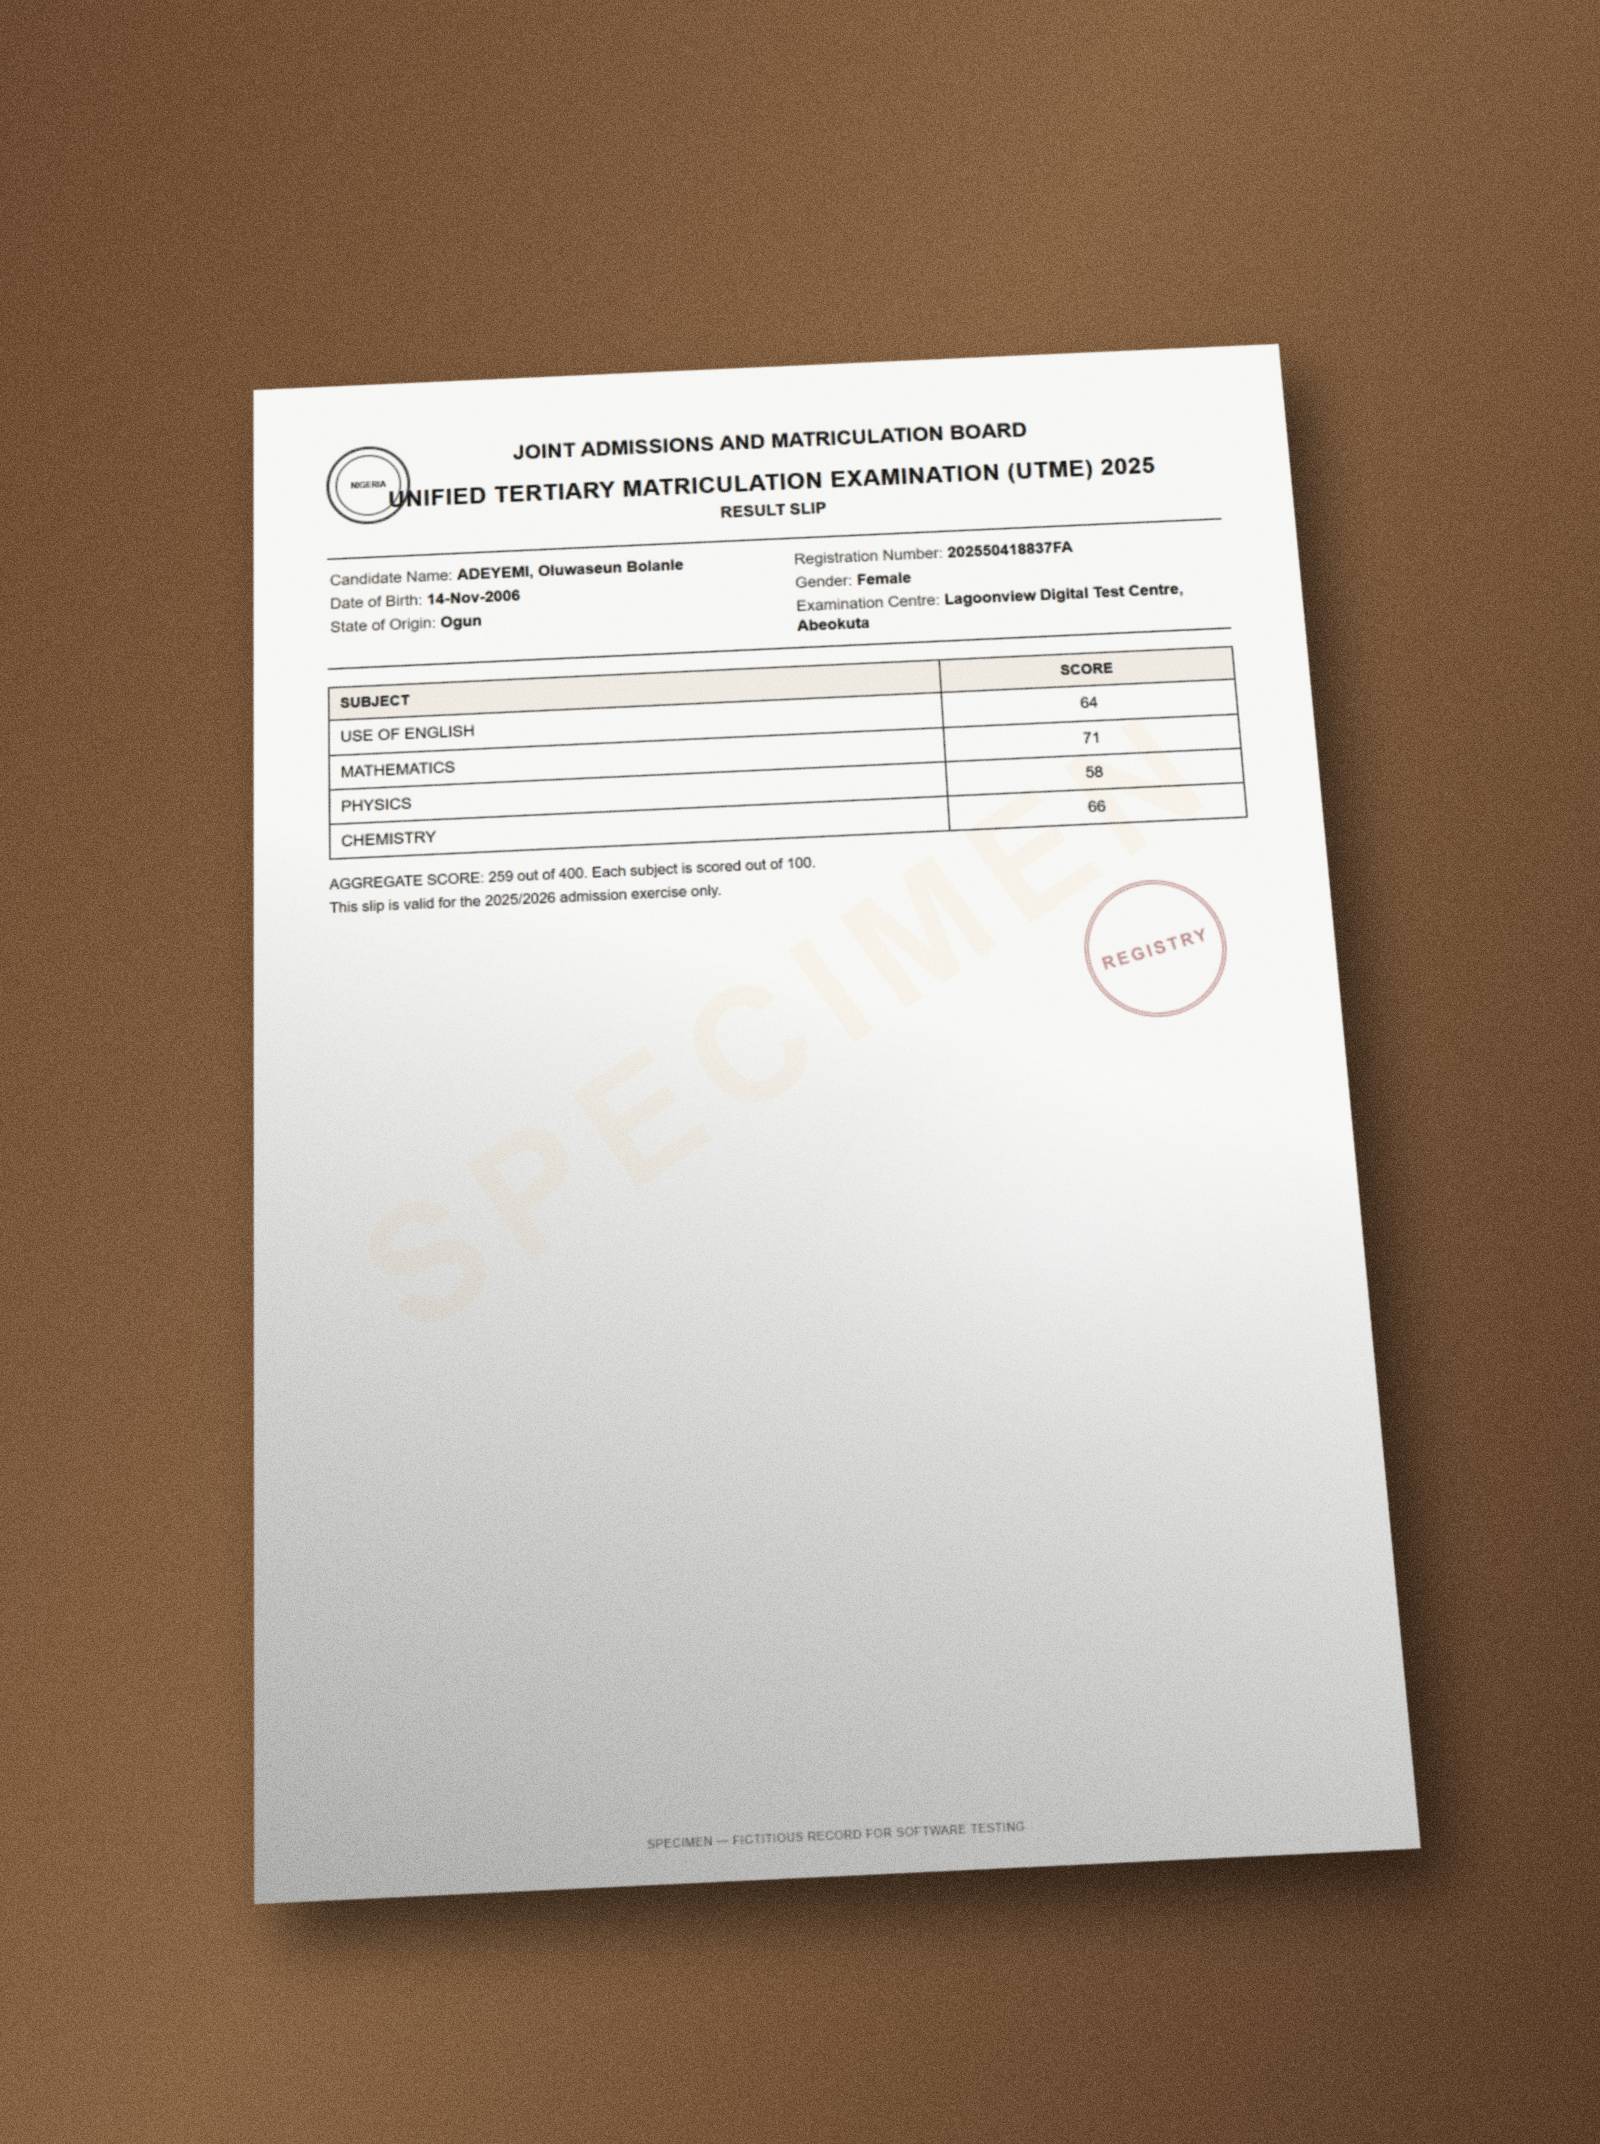 JOINT ADMISSIONS AND MATRICULATION BOARD
NIGERIA
UNIFIED TERTIARY MATRICULATION EXAMINATION (UTME) 2025
RESULT SLIP
Candidate Name: ADEYEMI, Oluwaseun Bolanle
Date of Birth: 14-Nov-2006
State of Origin: Ogun
Registration Number: 202550418837FA
Gender: Female
Examination Centre: Lagoonview Digital Test Centre,
Abeokuta
SUBJECT SCORE
USE OF ENGLISH 64
MATHEMATICS 71
PHYSICS 58
CHEMISTRY 66
AGGREGATE SCORE: 259 out of 400. Each subject is scored out of 100.
This slip is valid for the 2025/2026 admission exercise only.
REGISTRY
SPECIMEN
SPECIMEN — FICTITIOUS RECORD FOR SOFTWARE TESTING